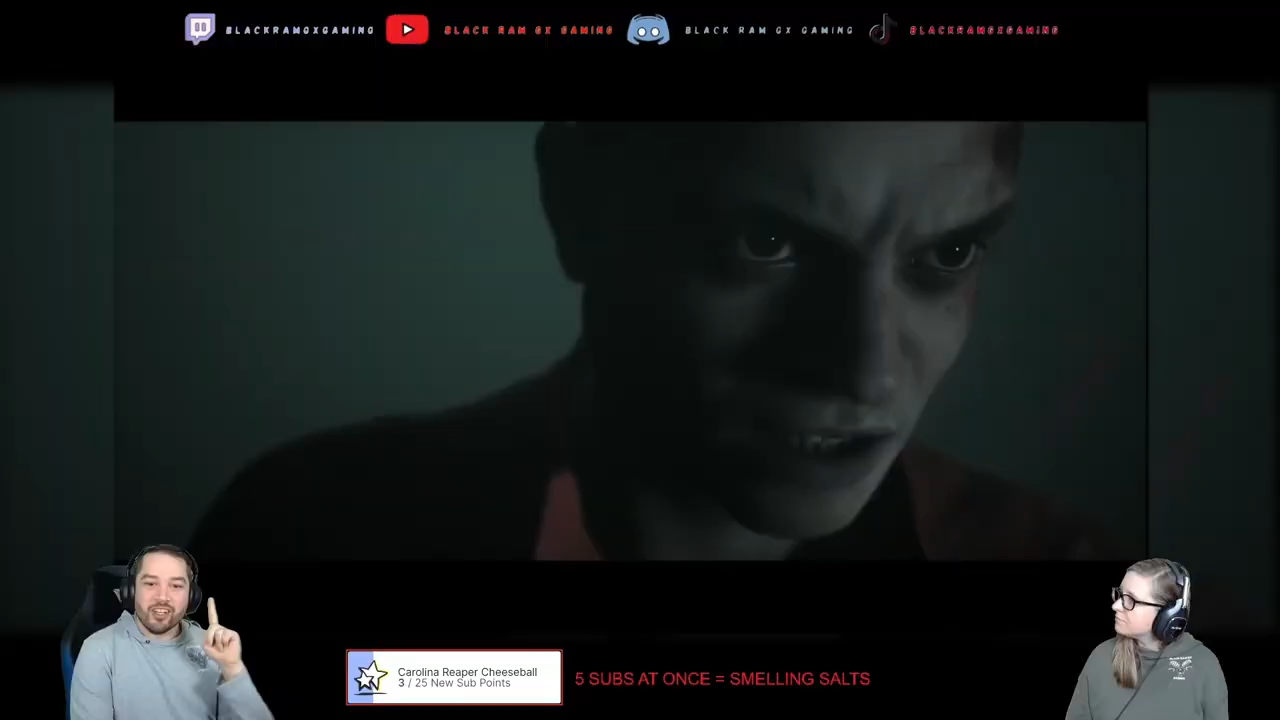 BLACKRAMGXGAMING
BLACK RAM GX GAMING
BLACK RAM GX GAMING
BLACKRAMGXGAMING
Carolina Reaper Cheeseball
3 / 25 New Sub Points
5 SUBS AT ONCE = SMELLING SALTS